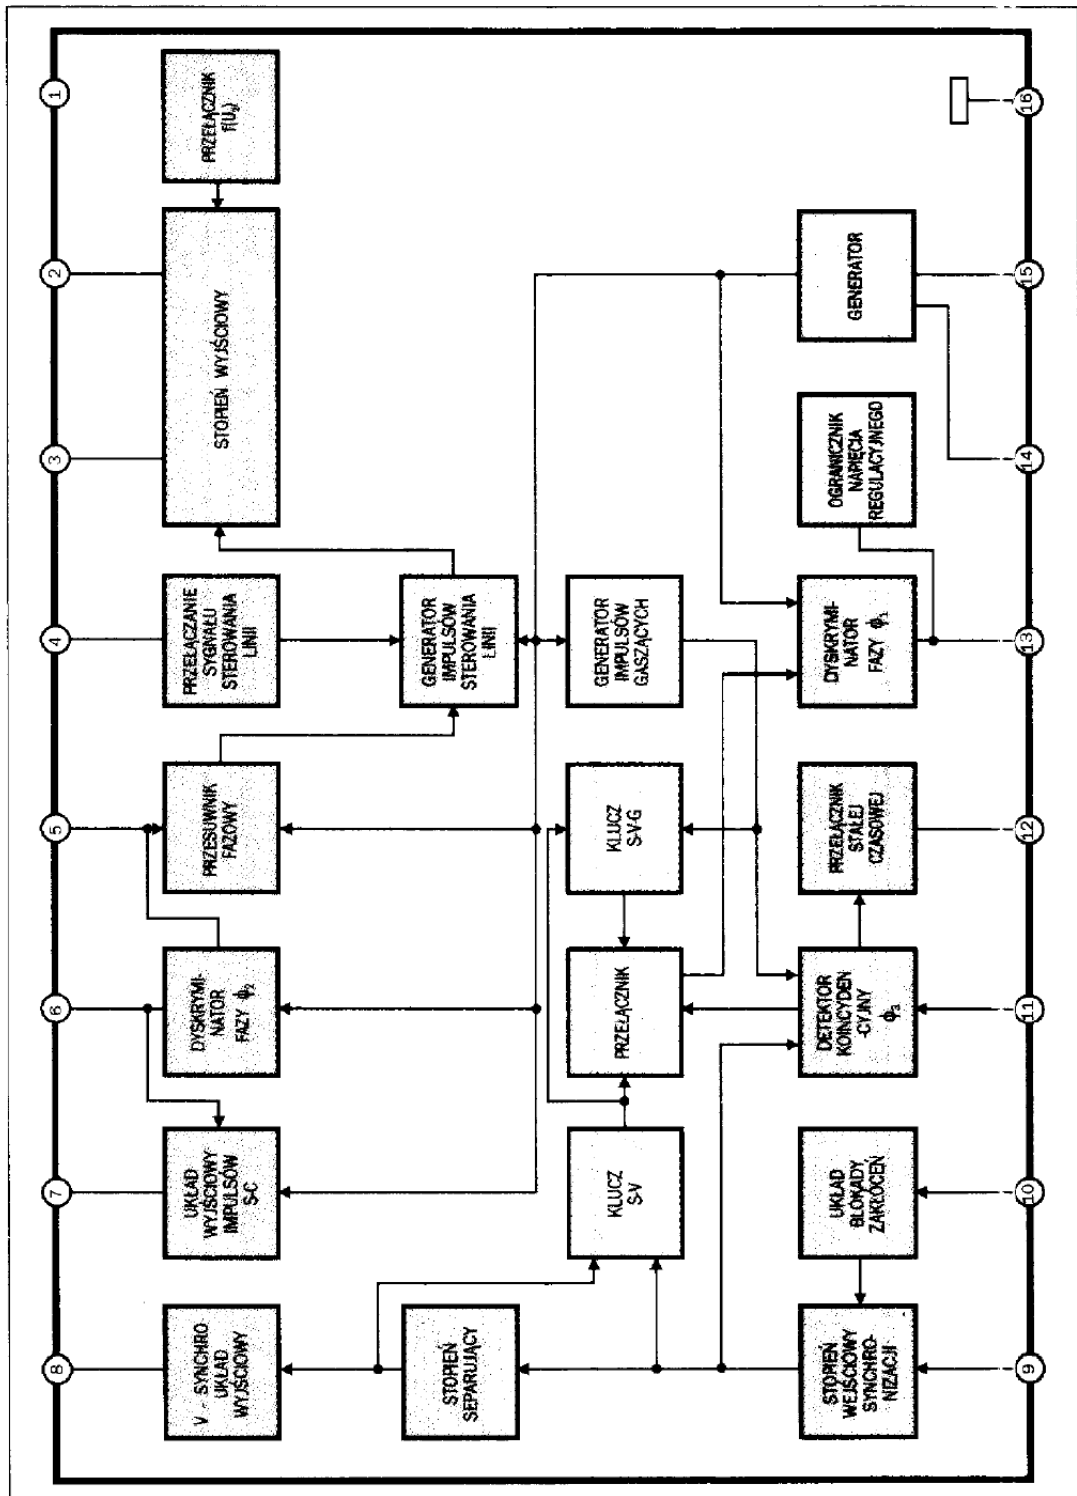 1
2
3
4
5
6
7
8
PRZEŁĄCZNIK
f(U₂)
STOPIEŃ WYJŚCIOWY
PRZEŁĄCZANIE
SYGNAŁU
STEROWANIA
LINII
PRZESUWNIK
FAZOWY
DYSKRYMI-
NATOR
FAZY ϕ₂
UKŁAD
WYJŚCIOWY
IMPULSÓW
S-C
V - SYNCHRO
UKŁAD
WYJŚCIOWY
GENERATOR
IMPULSÓW
STEROWANIA
LINII
STOPIEŃ
SEPARUJĄCY
GENERATOR
IMPULSÓW
GASZĄCYCH
KLUCZ
S-V-G
PRZEŁĄCZNIK
KLUCZ
S-V
GENERATOR
OGRANICZNIK
NAPIĘCIA
REGULACYJNEGO
DYSKRYMI-
NATOR
FAZY ϕ₁
PRZEŁĄCZNIK
STAŁEJ
CZASOWEJ
DETEKTOR
KOINCYDEN
-CYJNY
ϕ₃
UKŁAD
BLOKADY
ZAKŁÓCEŃ
STOPIEŃ
WEJŚCIOWY
SYNCHRO-
NIZACJI
16
15
14
13
12
11
10
9